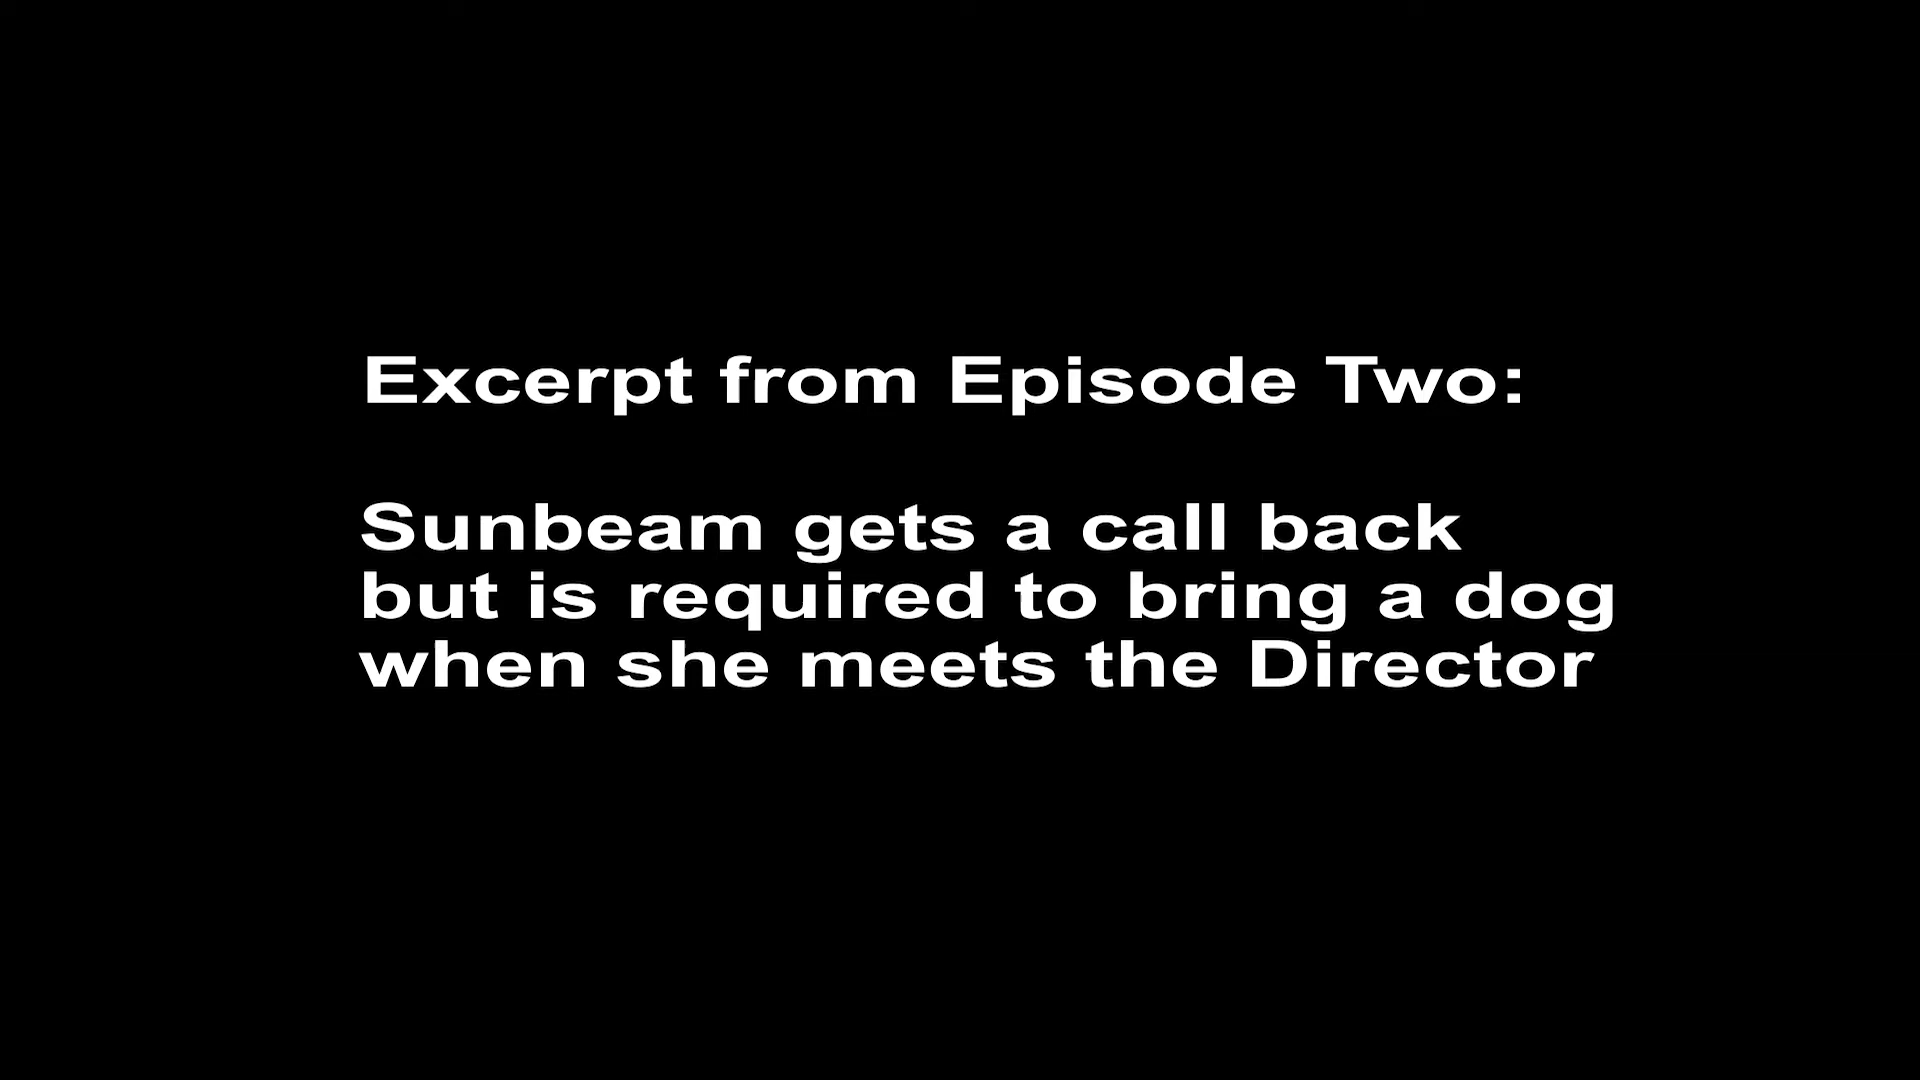 Excerpt from Episode Two:
Sunbeam gets a call back
but is required to bring a dog
when she meets the Director